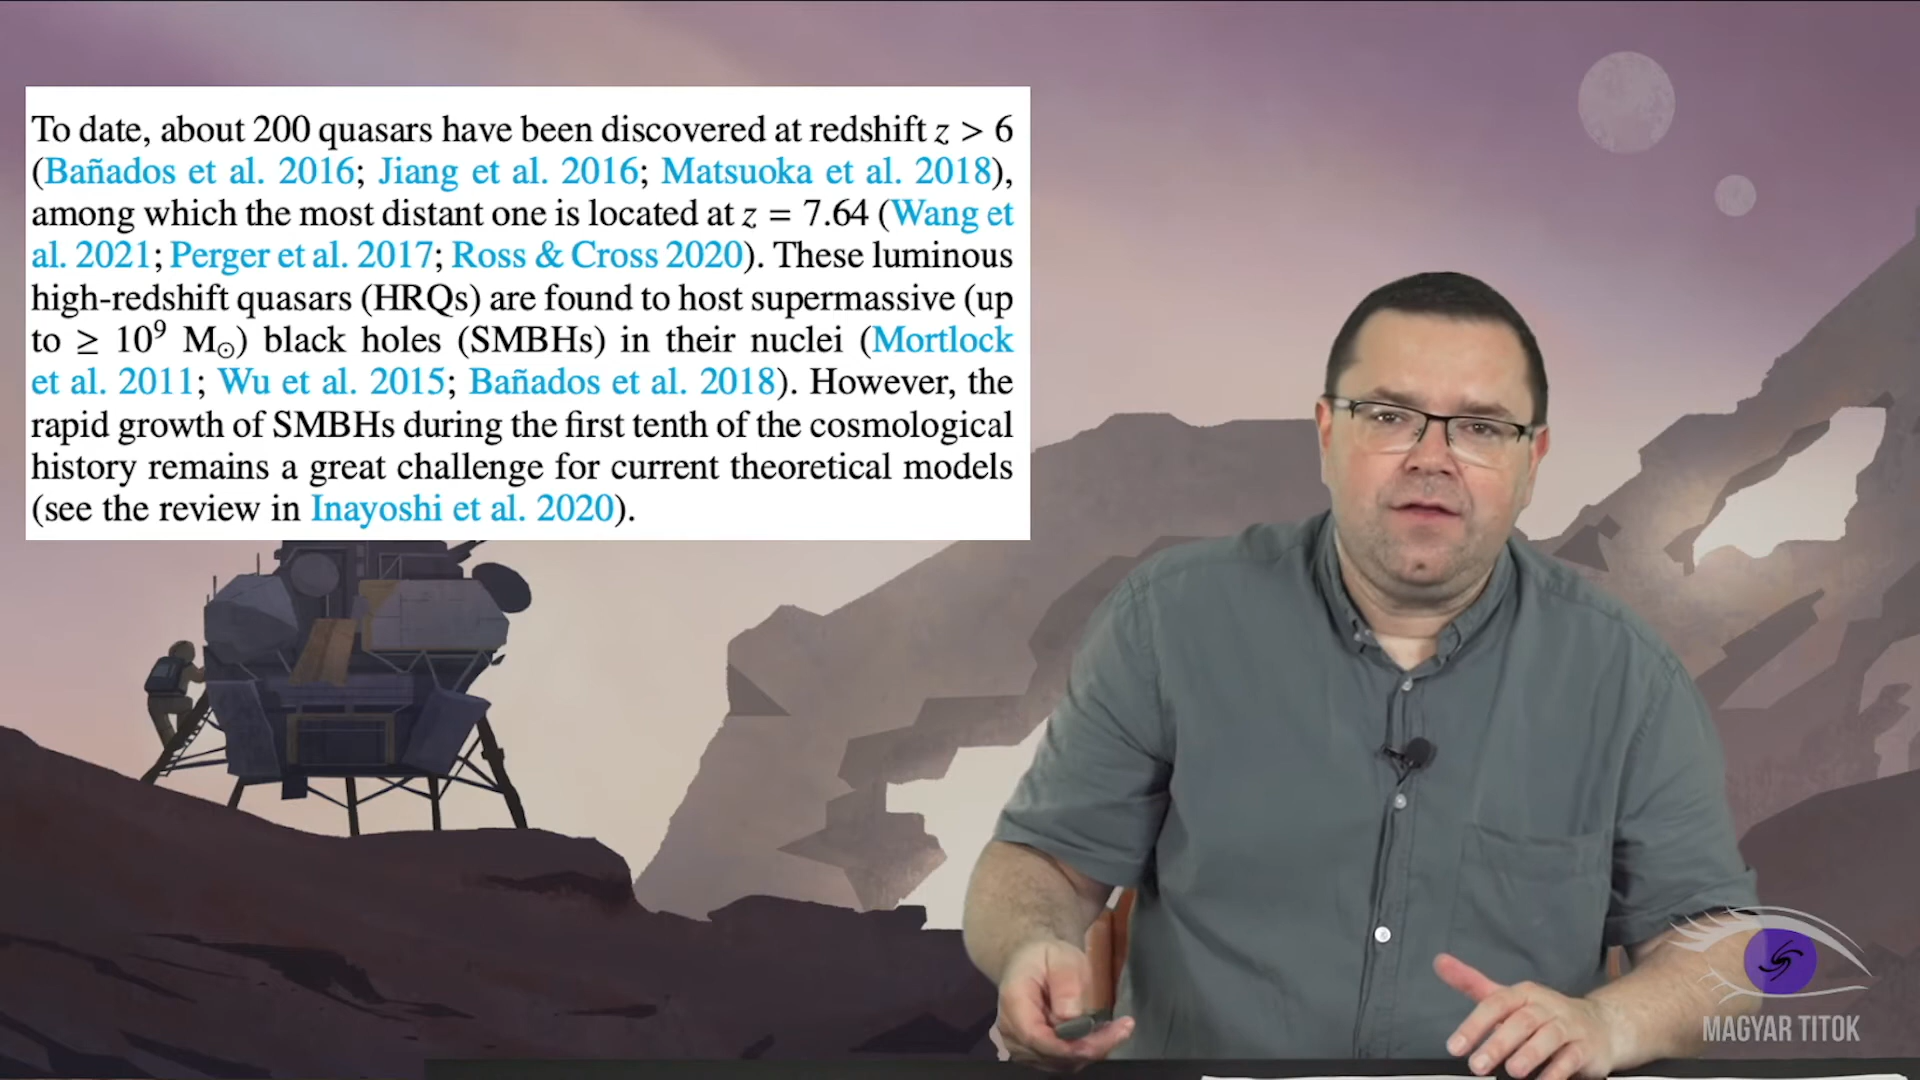 To date, about 200 quasars have been discovered at redshift z > 6
(Bañados et al. 2016; Jiang et al. 2016; Matsuoka et al. 2018),
among which the most distant one is located at z = 7.64 (Wang et
al. 2021; Perger et al. 2017; Ross & Cross 2020). These luminous
high-redshift quasars (HRQs) are found to host supermassive (up
to ≥ 10⁹ M⊙) black holes (SMBHs) in their nuclei (Mortlock
et al. 2011; Wu et al. 2015; Bañados et al. 2018). However, the
rapid growth of SMBHs during the first tenth of the cosmological
history remains a great challenge for current theoretical models
(see the review in Inayoshi et al. 2020).
MAGYAR TITOK